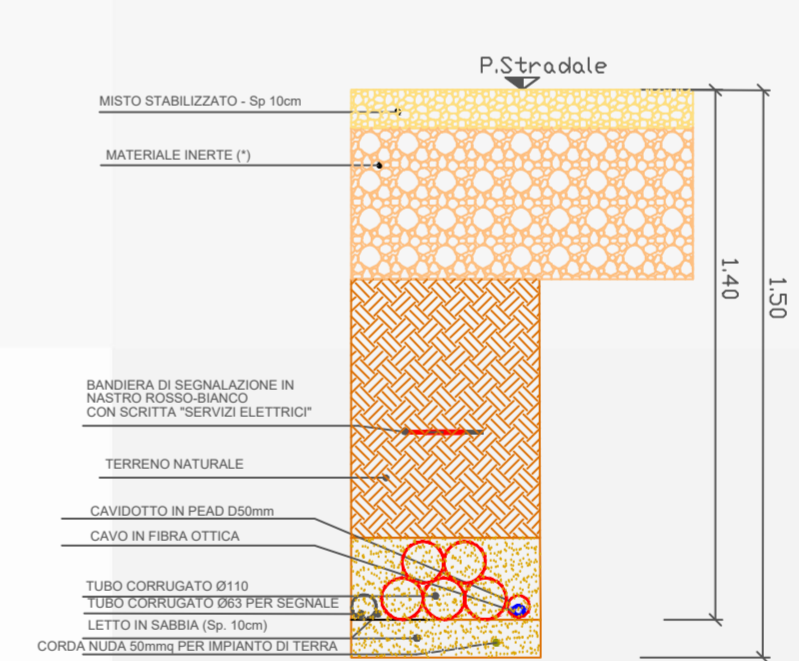 P.Stradale
MISTO STABILIZZATO - Sp 10cm
MATERIALE INERTE (*)
1.40
1.50
BANDIERA DI SEGNALAZIONE IN
NASTRO ROSSO-BIANCO
CON SCRITTA "SERVIZI ELETTRICI"
TERRENO NATURALE
CAVIDOTTO IN PEAD D50mm
CAVO IN FIBRA OTTICA
TUBO CORRUGATO Ø110
TUBO CORRUGATO Ø63 PER SEGNALE
LETTO IN SABBIA (Sp. 10cm)
CORDA NUDA 50mmq PER IMPIANTO DI TERRA